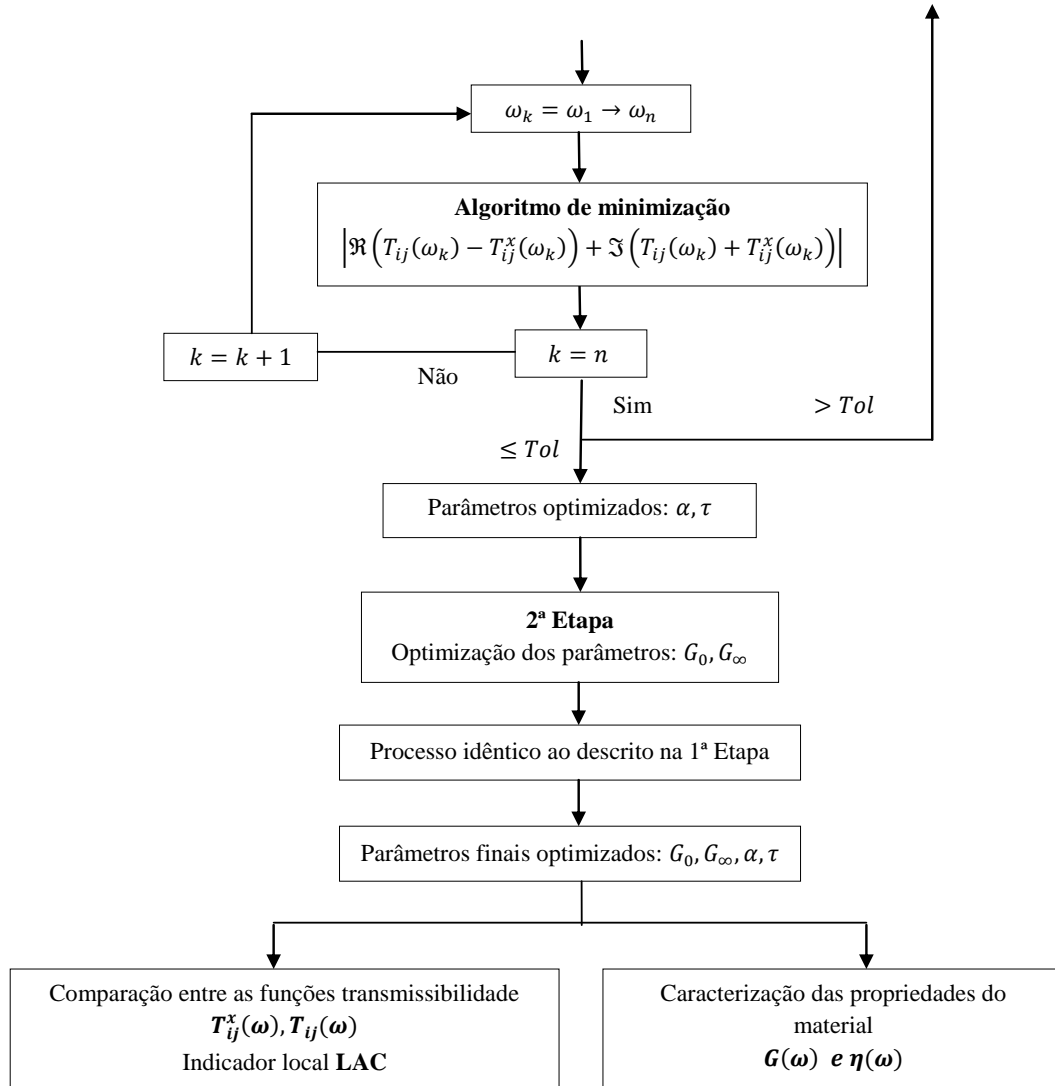 ω_k = ω_1 → ω_n
Algoritmo de minimização
|ℜ(T_ij(ω_k) − T_ij^x(ω_k)) + ℑ(T_ij(ω_k) + T_ij^x(ω_k))|
k = k + 1
k = n
Não
Sim
> Tol
≤ Tol
Parâmetros optimizados: α, τ
2ª Etapa
Optimização dos parâmetros: G_0, G_∞
Processo idêntico ao descrito na 1ª Etapa
Parâmetros finais optimizados: G_0, G_∞, α, τ
Comparação entre as funções transmissibilidade
T_ij^x(ω), T_ij(ω)
Indicador local LAC
Caracterização das propriedades do
material
G(ω) e η(ω)